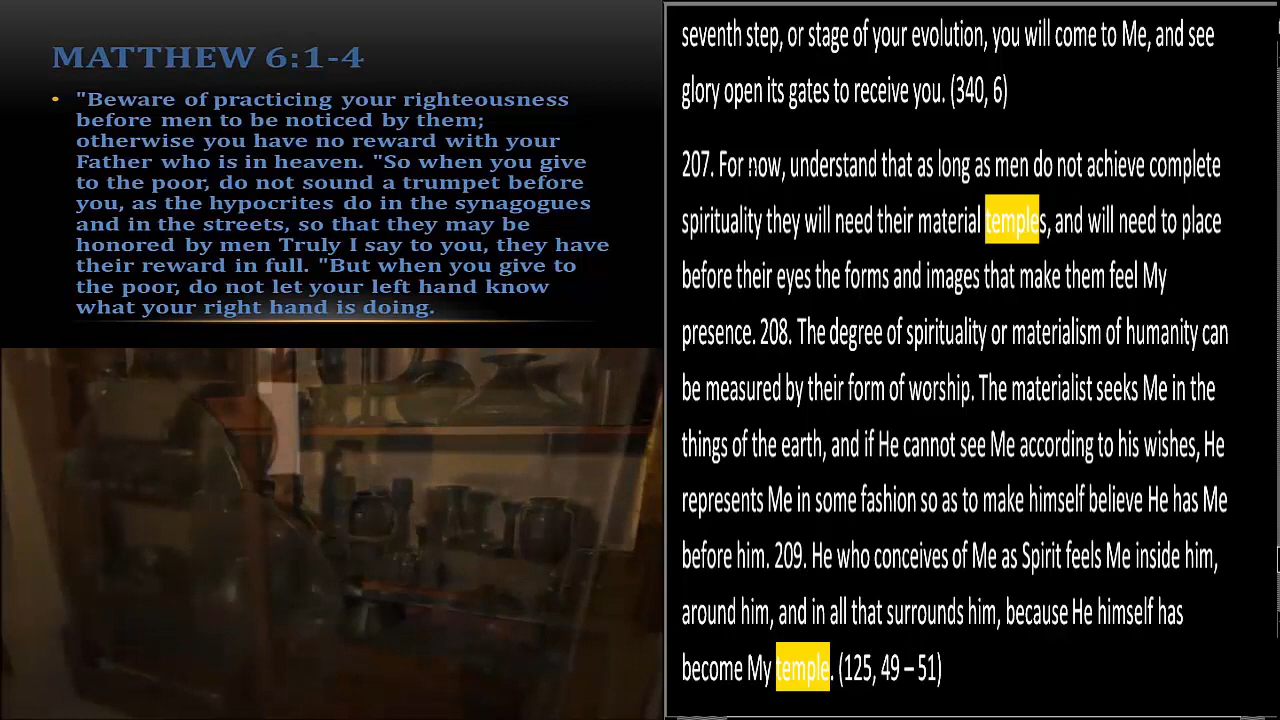 MATTHEW 6:1-4
• "Beware of practicing your righteousness
before men to be noticed by them;
otherwise you have no reward with your
Father who is in heaven. "So when you give
to the poor, do not sound a trumpet before
you, as the hypocrites do in the synagogues
and in the streets, so that they may be
honored by men Truly I say to you, they have
their reward in full. "But when you give to
the poor, do not let your left hand know
what your right hand is doing.
seventh step, or stage of your evolution, you will come to Me, and see
glory open its gates to receive you. (340, 6)
207. For now, understand that as long as men do not achieve complete
spirituality they will need their material temples, and will need to place
before their eyes the forms and images that make them feel My
presence. 208. The degree of spirituality or materialism of humanity can
be measured by their form of worship. The materialist seeks Me in the
things of the earth, and if He cannot see Me according to his wishes, He
represents Me in some fashion so as to make himself believe He has Me
before him. 209. He who conceives of Me as Spirit feels Me inside him,
around him, and in all that surrounds him, because He himself has
become My temple. (125, 49 – 51)